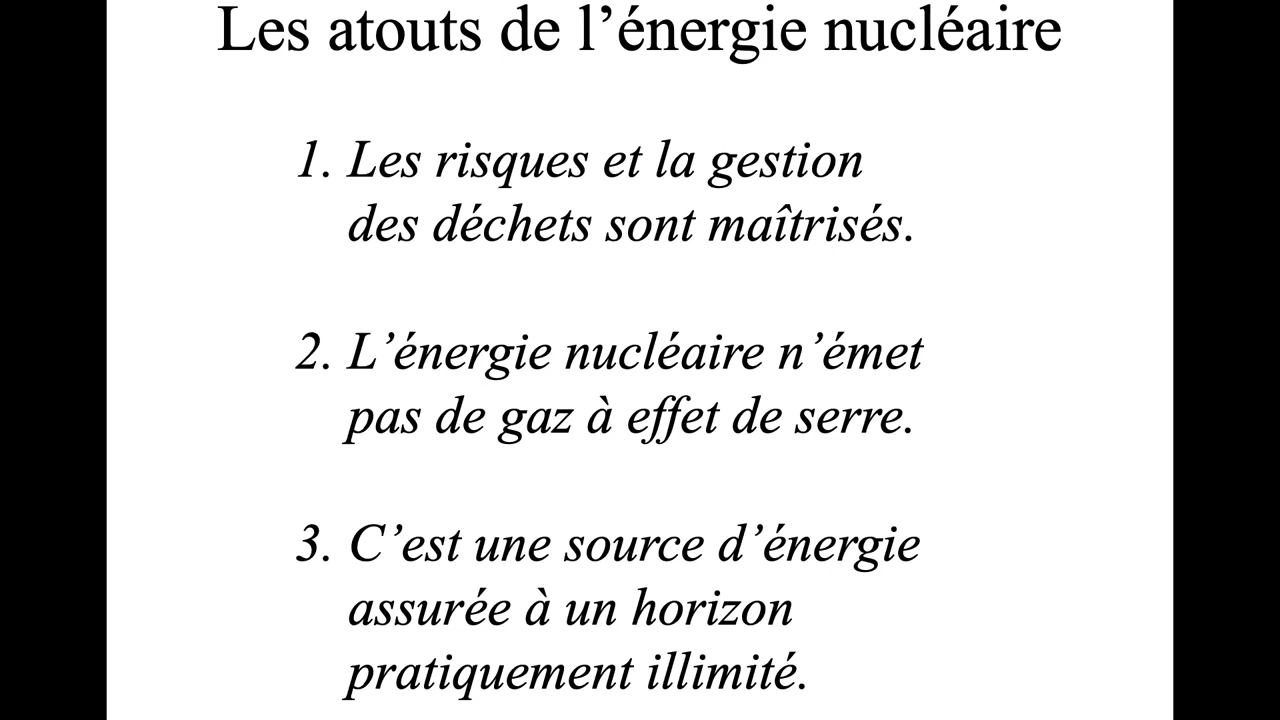 Les atouts de l’énergie nucléaire
1. Les risques et la gestion
des déchets sont maîtrisés.
2. L’énergie nucléaire n’émet
pas de gaz à effet de serre.
3. C’est une source d’énergie
assurée à un horizon
pratiquement illimité.